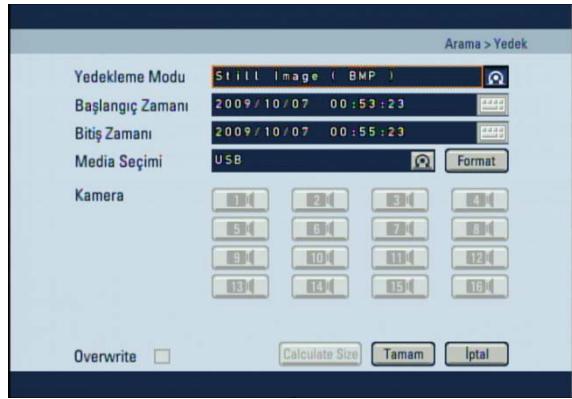 Arama > Yedek
Yedekleme Modu Still Image ( BMP )
Başlangıç Zamanı 2009/10/07 00:53:23
Bitiş Zamanı 2009/10/07 00:55:23
Media Seçimi USB Format
Kamera 1 2 3 4
5 6 7 8
9 10 11 12
13 14 15 16
Overwrite Calculate Size Tamam İptal